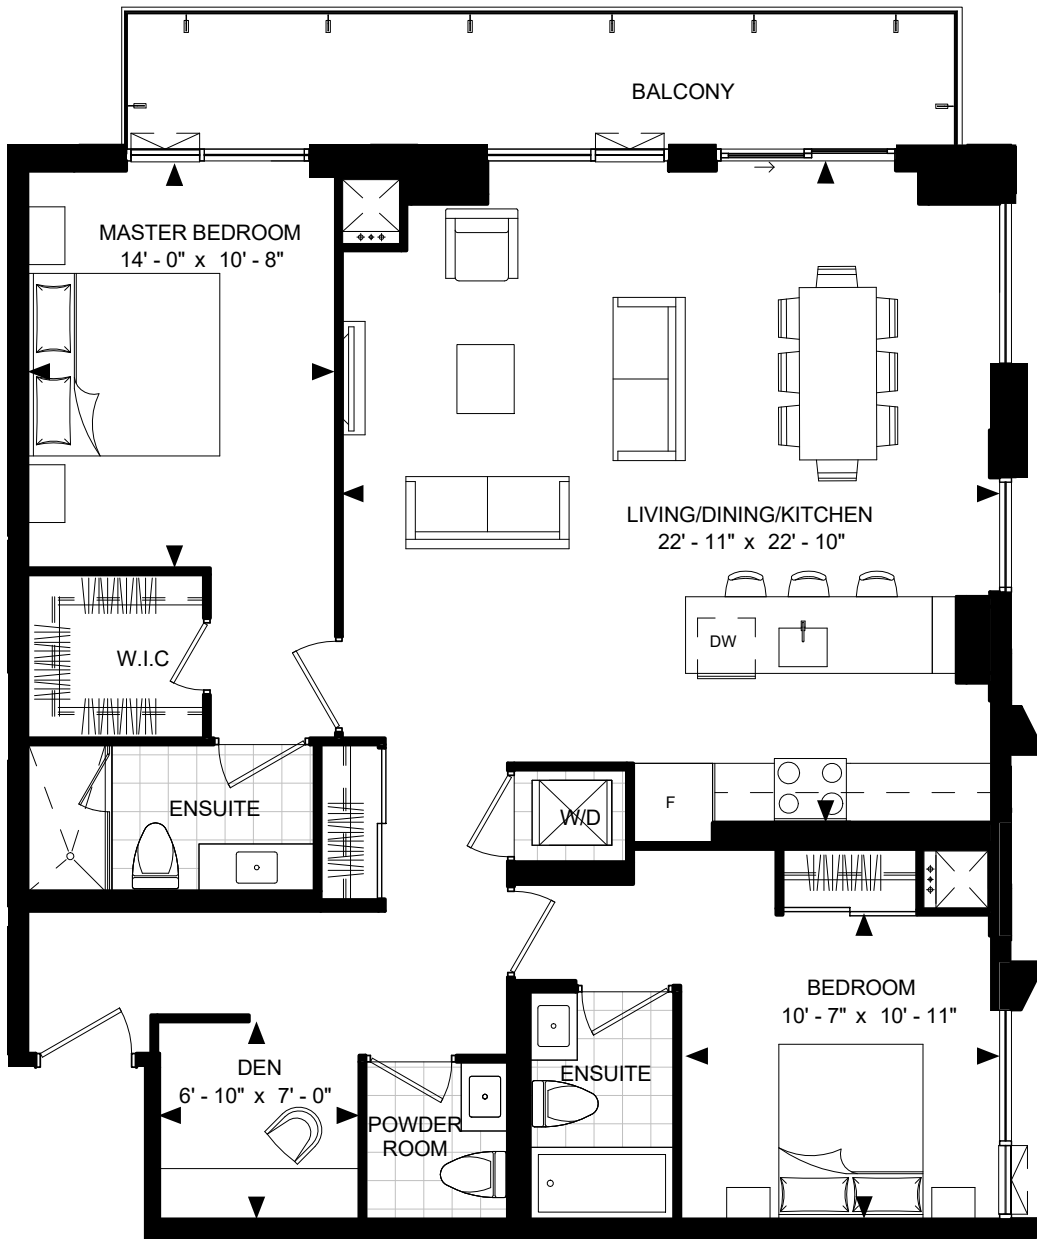 BALCONY
MASTER BEDROOM
14' - 0" x 10' - 8"
LIVING/DINING/KITCHEN
22' - 11" x 22' - 10"
DW
W.I.C
ENSUITE
W/D
F
BEDROOM
10' - 7" x 10' - 11"
DEN
6' - 10" x 7' - 0"
ENSUITE
POWDER
ROOM